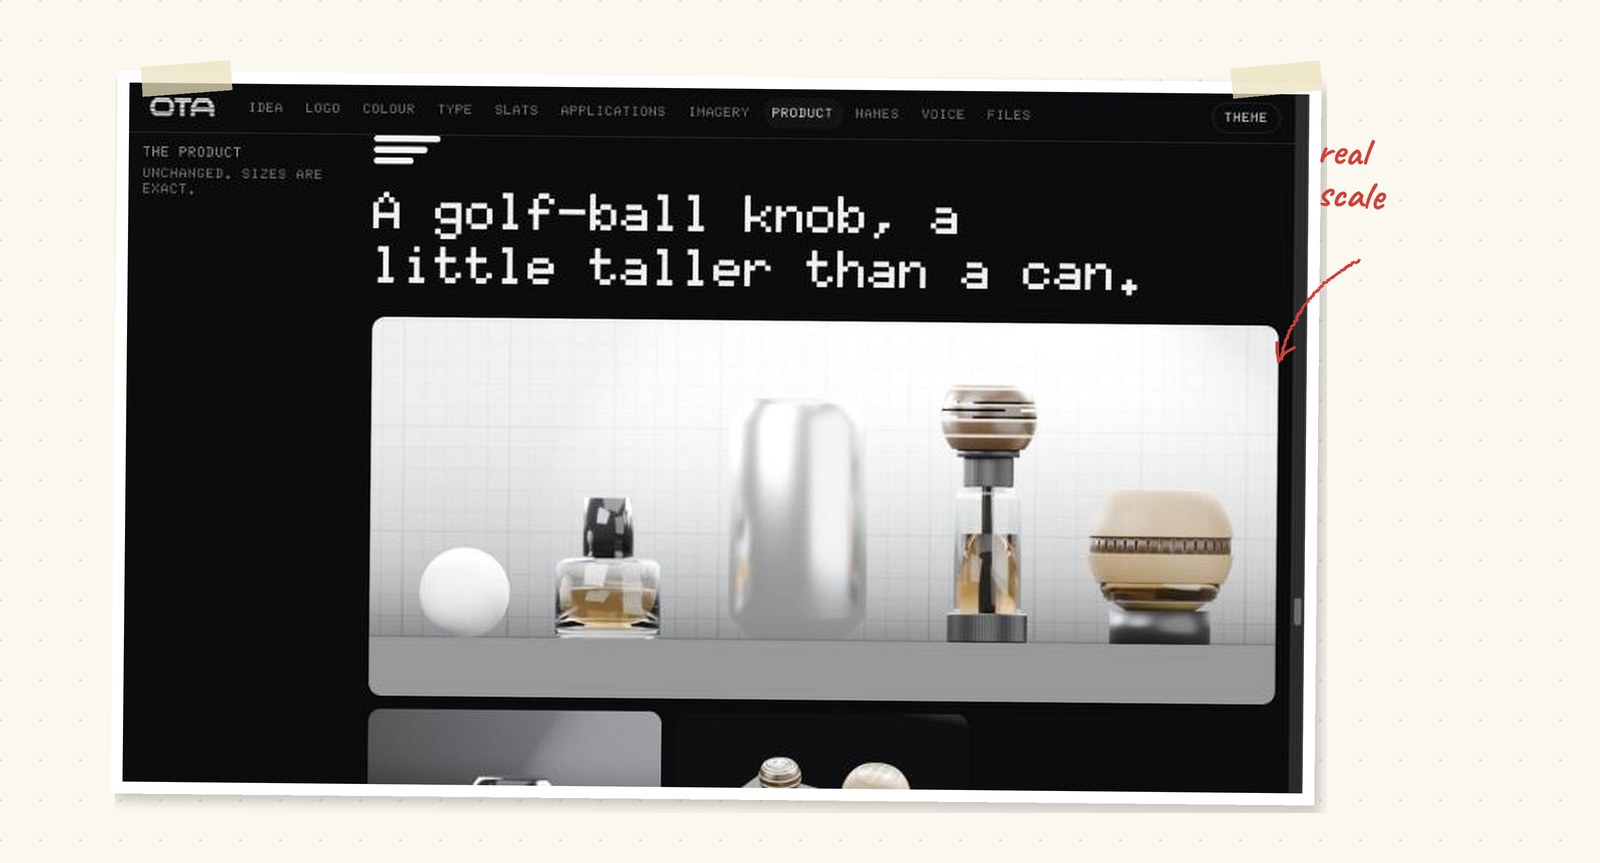 OTA IDEA LOGO COLOUR TYPE SLATS APPLICATIONS IMAGERY PRODUCT NAMES VOICE FILES THEME
THE PRODUCT
UNCHANGED. SIZES ARE
EXACT.
A golf-ball knob, a
little taller than a can.
real
scale